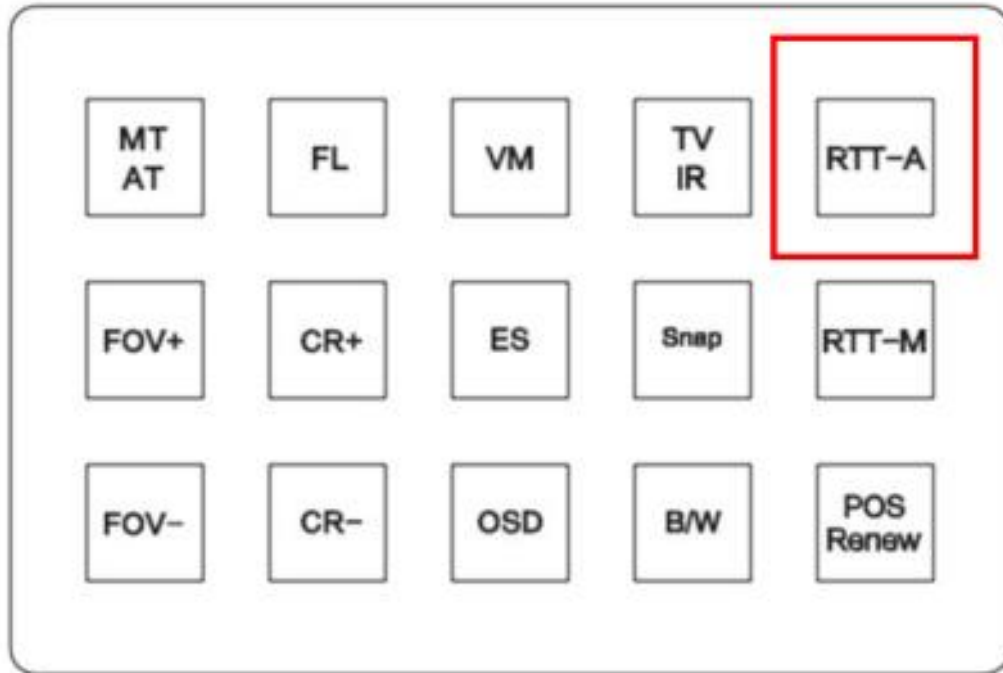 MT
AT
FL
VM
TV
IR
RTT-A
FOV+
CR+
ES
Snap
RTT-M
FOV-
CR-
OSD
B/W
POS
Renew